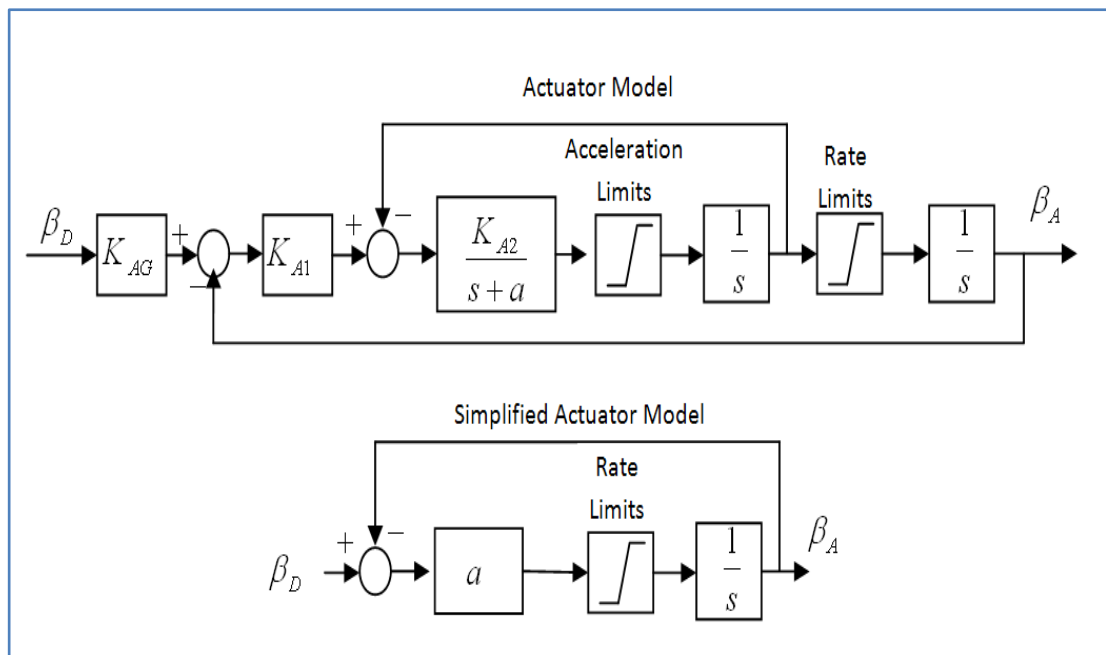 Actuator Model
Acceleration
Limits
Rate
Limits
β_D
K_AG
+
−
K_A1
+
−
K_A2
s + a
1
s
1
s
β_A
Simplified Actuator Model
Rate
Limits
β_D
+
−
a
1
s
β_A